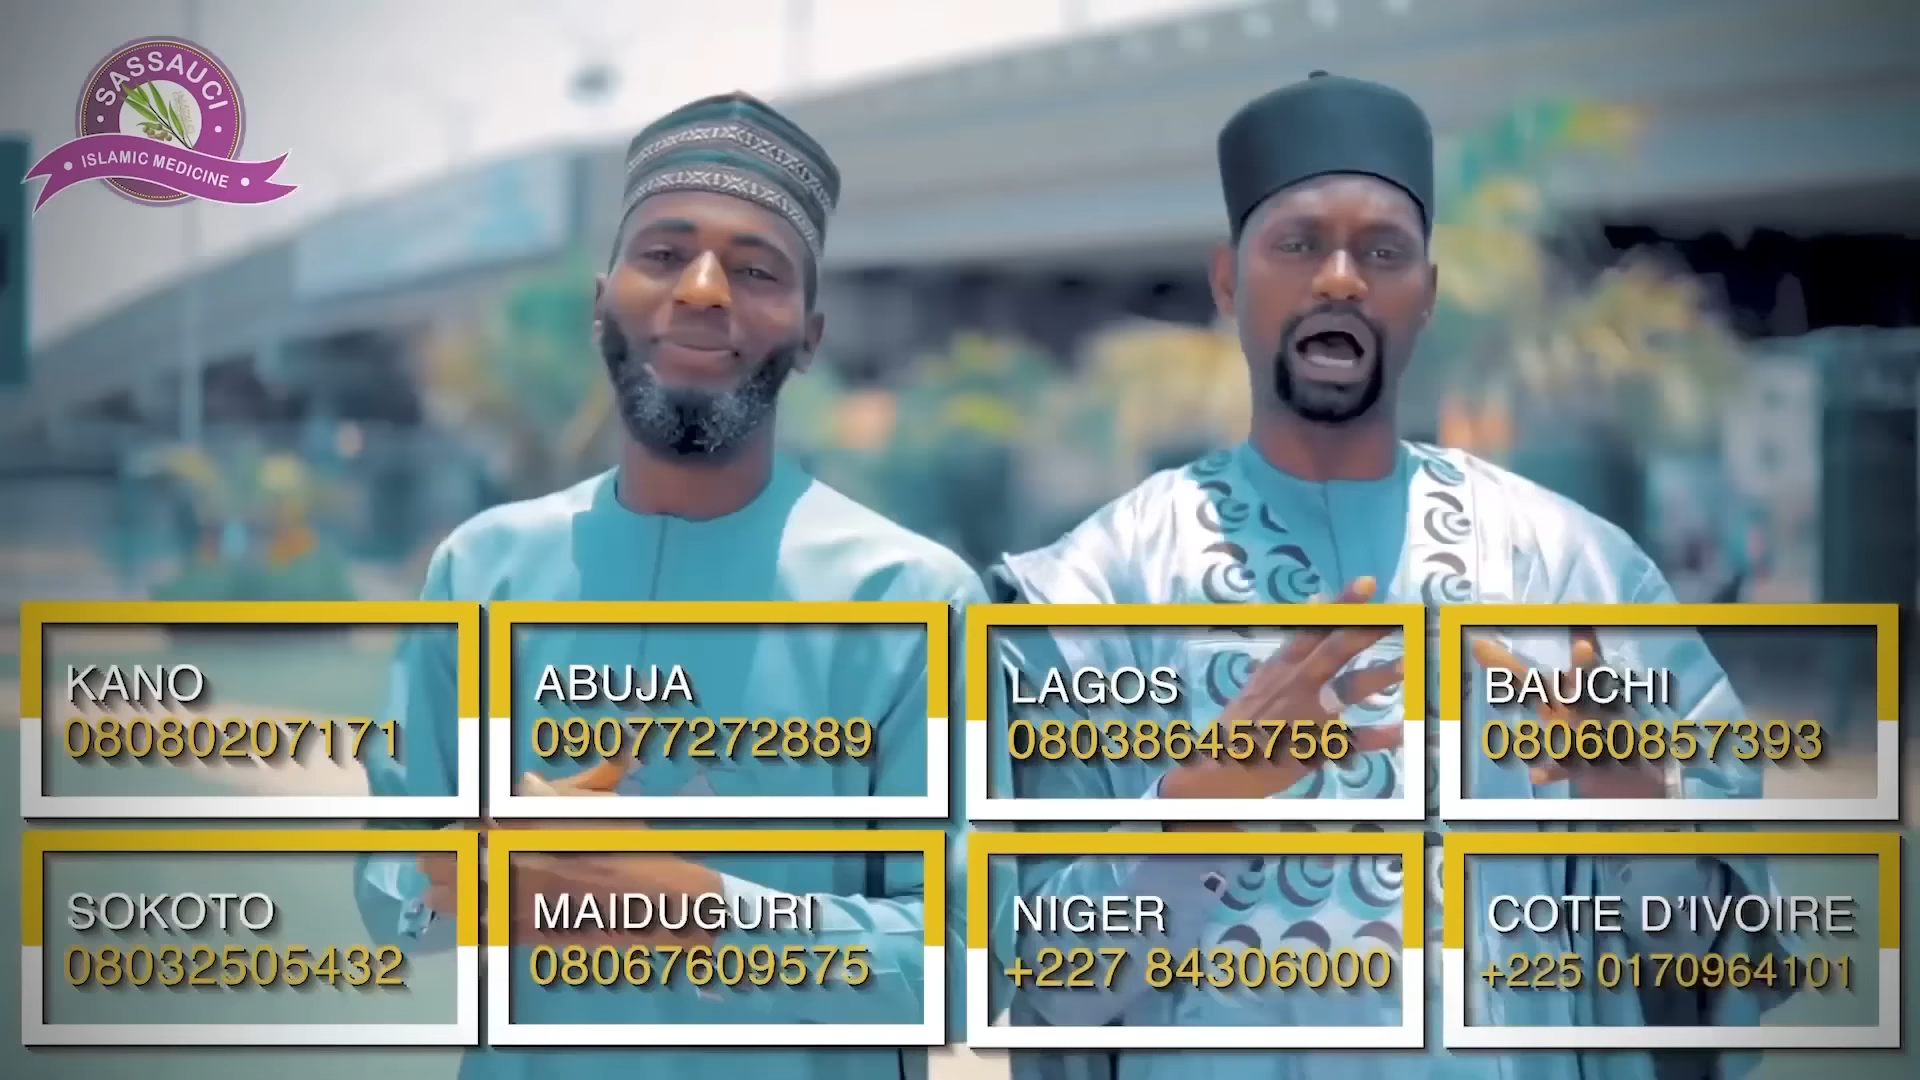 SASSAUCI
ISLAMIC MEDICINE
KANO
08080207171
ABUJA
09077272889
LAGOS
08038645756
BAUCHI
08060857393
SOKOTO
08032505432
MAIDUGURI
08067609575
NIGER
+227 84306000
COTE D'IVOIRE
+225 0170964101